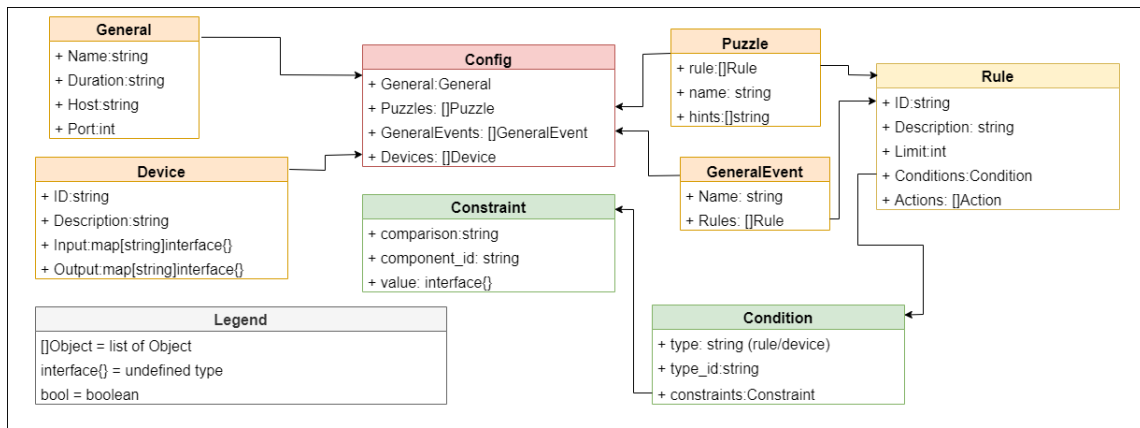 General
+ Name:string
+ Duration:string
+ Host:string
+ Port:int
Config
+ General:General
+ Puzzles: []Puzzle
+ GeneralEvents: []GeneralEvent
+ Devices: []Device
Puzzle
+ rule:[]Rule
+ name: string
+ hints:[]string
Rule
+ ID:string
+ Description: string
+ Limit:int
+ Conditions:Condition
+ Actions: []Action
Device
+ ID:string
+ Description:string
+ Input:map[string]interface{}
+ Output:map[string]interface{}
Constraint
+ comparison:string
+ component_id: string
+ value: interface{}
GeneralEvent
+ Name: string
+ Rules: []Rule
Legend
[]Object = list of Object
interface{} = undefined type
bool = boolean
Condition
+ type: string (rule/device)
+ type_id:string
+ constraints:Constraint